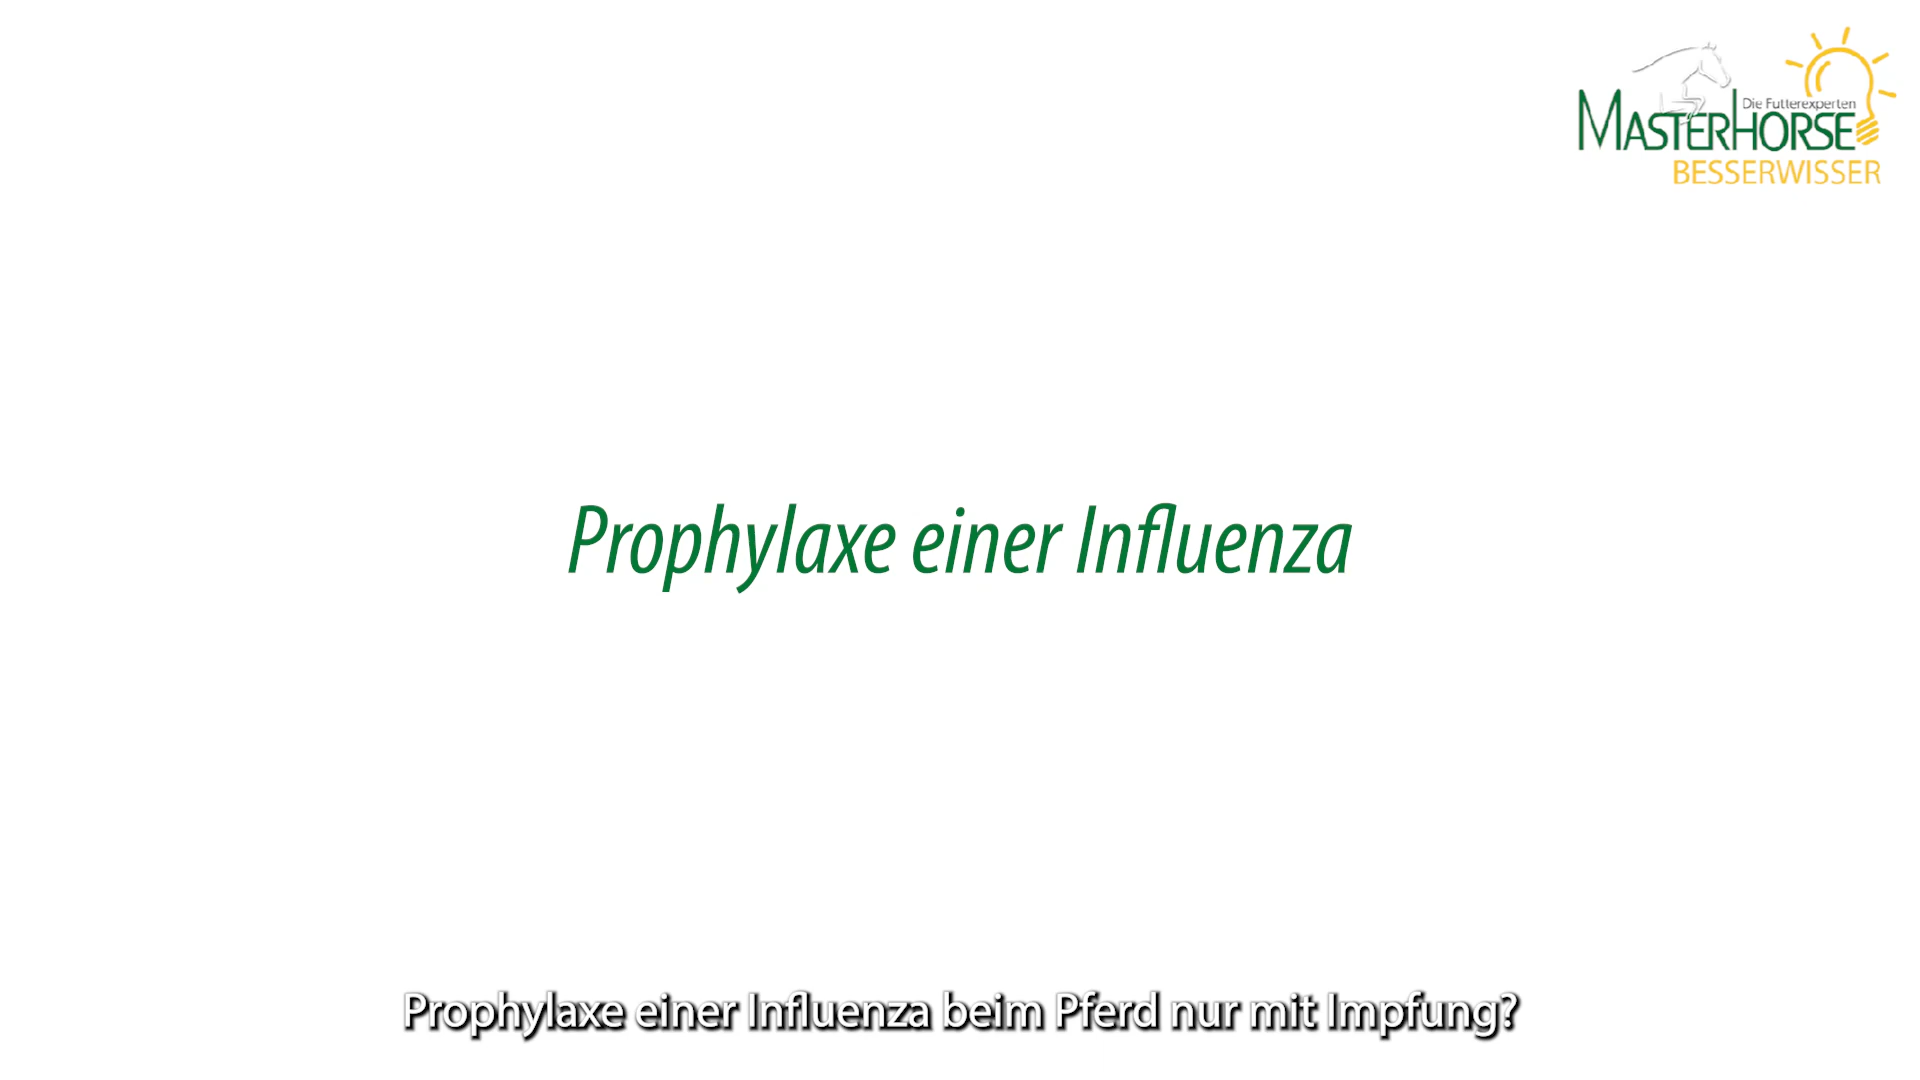 Die Futterexperten
MASTERHORSE
BESSERWISSER
Prophylaxe einer Influenza
Prophylaxe einer Influenza beim Pferd nur mit Impfung?